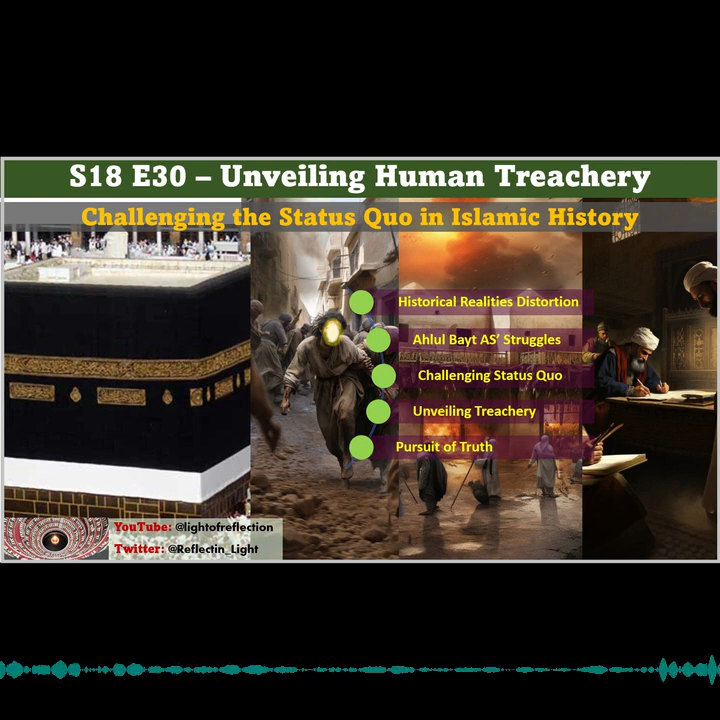 S18 E30 – Unveiling Human Treachery
Challenging the Status Quo in Islamic History
Historical Realities Distortion
Ahlul Bayt AS’ Struggles
Challenging Status Quo
Unveiling Treachery
Pursuit of Truth
YouTube: @lightofreflection
Twitter: @Reflectin_Light